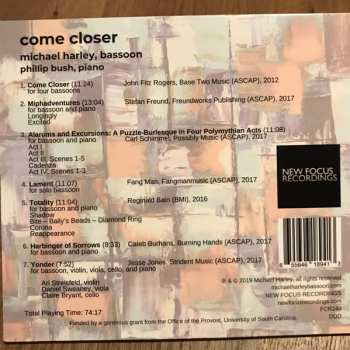 come closer
michael harley, bassoon
phillip bush, piano
1. Come Closer (11:24) John Fitz Rogers, Base Two Music (ASCAP), 2012
for four bassoons
2. Miphadventures (13:04) Stefan Freund, Freundworks Publishing (ASCAP), 2017
for bassoon and piano
Longingly
Excited
3. Alarums and Excursions: A Puzzle-Burlesque in Four Polymythian Acts (11:08)
for bassoon and piano Carl Schimmel, Possibly Music (ASCAP), 2017
Act I
Act II
Act III, Scenes 1-5
Cadenza
Act IV, Scenes 1-3
4. Lament (11:07) Fang Man, Fangmanmusic (ASCAP), 2017
for solo bassoon
5. Totality (11:04) Reginald Bain (BMI), 2016
for bassoon and piano
Shadow
Bite – Baily's Beads – Diamond Ring
Corona
Reappearance
6. Harbinger of Sorrows (8:33) Caleb Burhans, Burning Hands (ASCAP), 2017
for bassoon and piano
7. Yonder (7:52) Jesse Jones, Strident Music (ASCAP), 2017
for bassoon, violin, viola, cello, and piano
Ari Streisfeld, violin
Daniel Sweaney, viola
Claire Bryant, cello
Total Playing Time: 74:17
Funded by a generous grant from the Office of the Provost, University of South Carolina.
NEW FOCUS
RECORDINGS
℗ & © 2019 Michael Harley, all rights reserved
michaelharleybassoon.com
NEW FOCUS RECORDINGS
newfocusrecordings.com